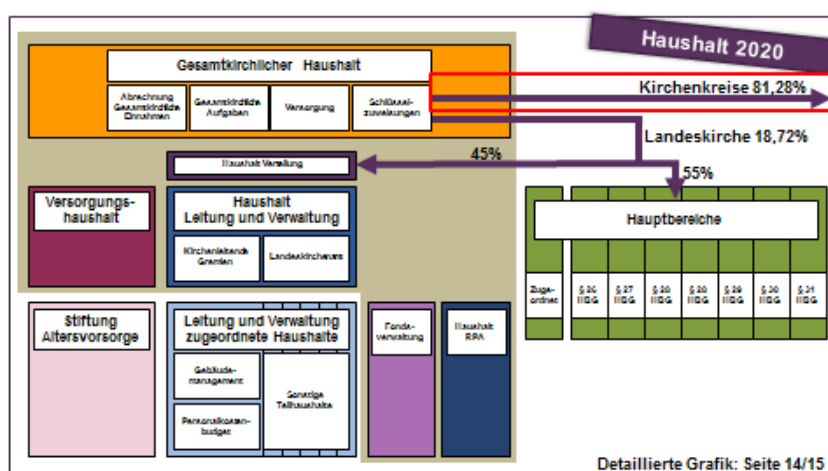 Haushalt 2020
Gesamtkirchlicher Haushalt
Abrechnung
Gesamtkirchliche
Einnahmen
Gesamtkirchliche
Aufgaben
Versorgung
Schlüssel-
zuweisungen
Kirchenkreise 81,28%
Landeskirche 18,72%
45%
55%
Haushalt Verteilung
Versorgungs-
haushalt
Haushalt
Leitung und Verwaltung
Kirchenleitende
Gremien
Landeskirchenamt
Hauptbereiche
Zuge-
ordnet
§ 26
HBG
§ 27
HBG
§ 28
HBG
§ 28
HBG
§ 29
HBG
§ 30
HBG
§ 31
HBG
Stiftung
Altersvorsorge
Leitung und Verwaltung
zugeordnete Haushalte
Gebäude-
management
Personalkosten-
budget
Sonstige
Teilhaushalte
Fonds-
verwaltung
Haushalt
RPA
Detaillierte Grafik: Seite 14/15